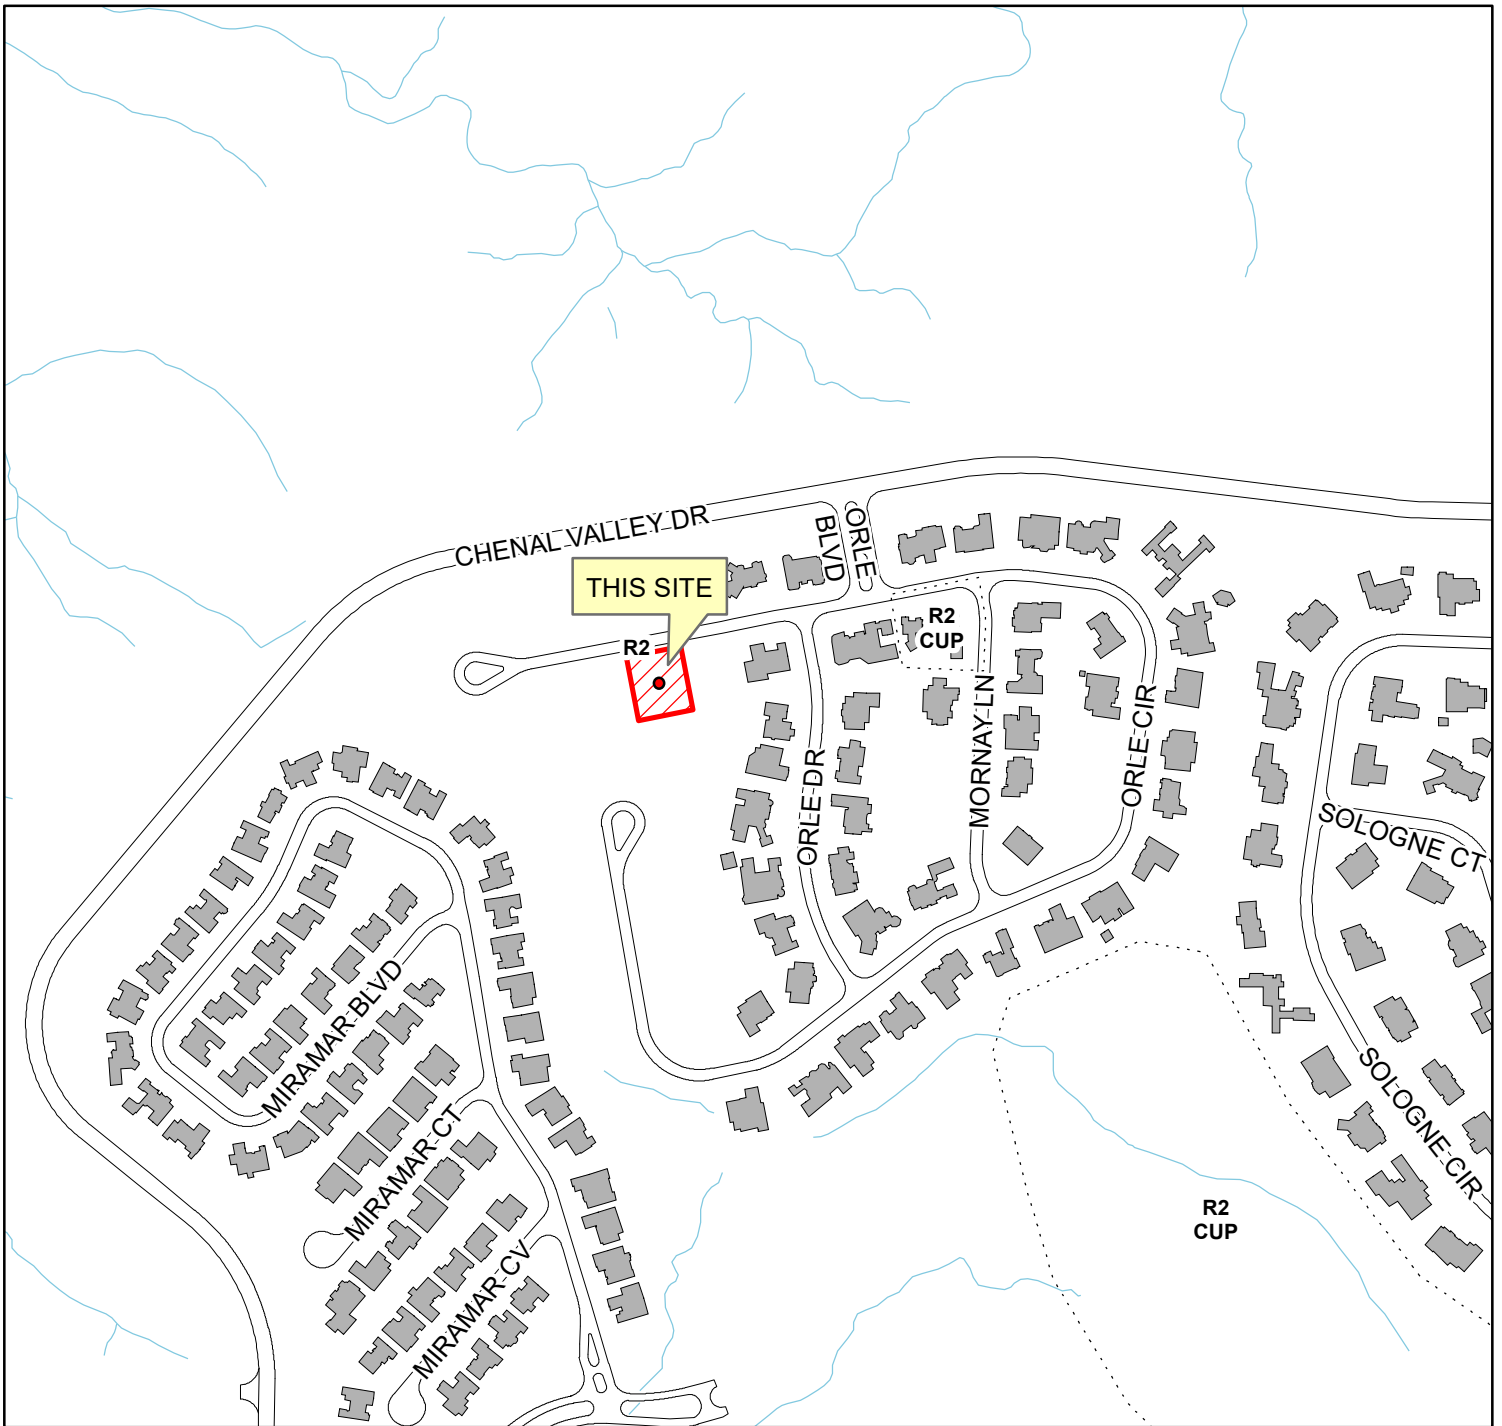 CHENAL VALLEY DR
ORLE
BLVD
THIS SITE
R2
R2
CUP
MORNAY LN
ORLE CIR
ORLE DR
SOLOGNE CT
MIRAMAR BLVD
MIRAMAR CT
SOLOGNE CIR
R2
CUP
MIRAMAR CV